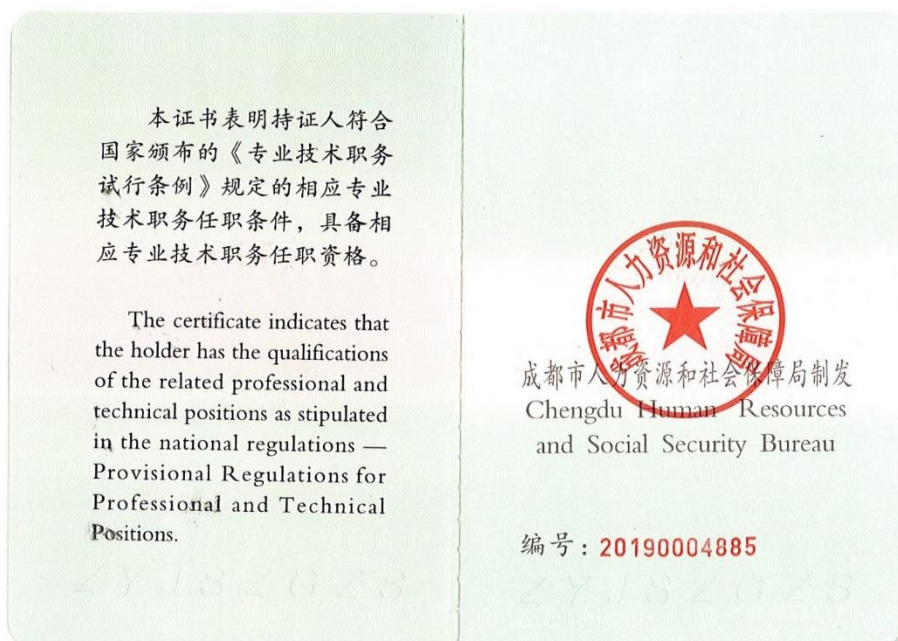 本证书表明持证人符合
国家颁布的《专业技术职务
试行条例》规定的相应专业
技术职务任职条件，具备相
应专业技术职务任职资格。
The certificate indicates that
the holder has the qualifications
of the related professional and
technical positions as stipulated
in the national regulations —
Provisional Regulations for
Professional and Technical
Positions.
ZYJSZGZS
成都市人力资源和社会保障局
成都市人力资源和社会保障局制发
Chengdu Human Resources
and Social Security Bureau
编号：20190004885
ZYJSZGZS